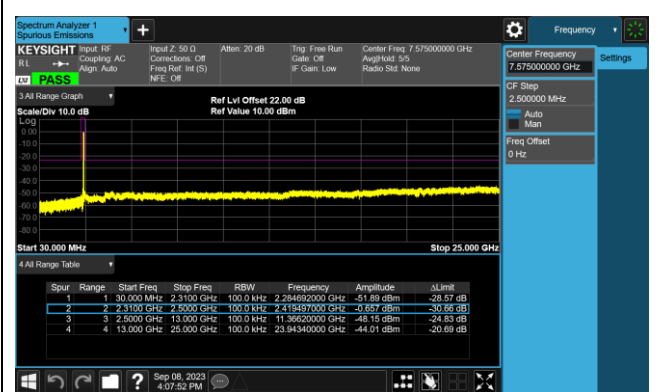 Spectrum Analyzer 1
Spurious Emissions
+
Frequency
KEYSIGHT Input: RF
RL Coupling: AC
Align: Auto
LXI PASS
Input Z: 50 Ω
Corrections: Off
Freq Ref: Int (S)
NFE: Off
Atten: 20 dB
Trig: Free Run
Gate: Off
IF Gain: Low
Center Freq: 7.575000000 GHz
Avg|Hold: 5/5
Radio Std: None
Center Frequency
7.575000000 GHz
Settings
CF Step
2.500000 MHz
Auto
Man
Freq Offset
0 Hz
3 All Range Graph
Scale/Div 10.0 dB
Ref Lvl Offset 22.00 dB
Ref Value 10.00 dBm
Log
0.00
-10.0
-20.0
-30.0
-40.0
-50.0
-60.0
-70.0
-80.0
Start 30.000 MHz
Stop 25.000 GHz
4 All Range Table
Spur Range Start Freq Stop Freq RBW Frequency Amplitude ΔLimit
1 1 30.000 MHz 2.3100 GHz 100.0 kHz 2.284692000 GHz -51.89 dBm -28.57 dB
2 2 2.3100 GHz 2.5000 GHz 100.0 kHz 2.419497000 GHz -0.657 dBm -30.66 dB
3 3 2.5000 GHz 13.000 GHz 100.0 kHz 11.36620000 GHz -48.15 dBm -24.83 dB
4 4 13.000 GHz 25.000 GHz 100.0 kHz 23.94340000 GHz -44.01 dBm -20.69 dB
?
Sep 08, 2023
4:07:52 PM